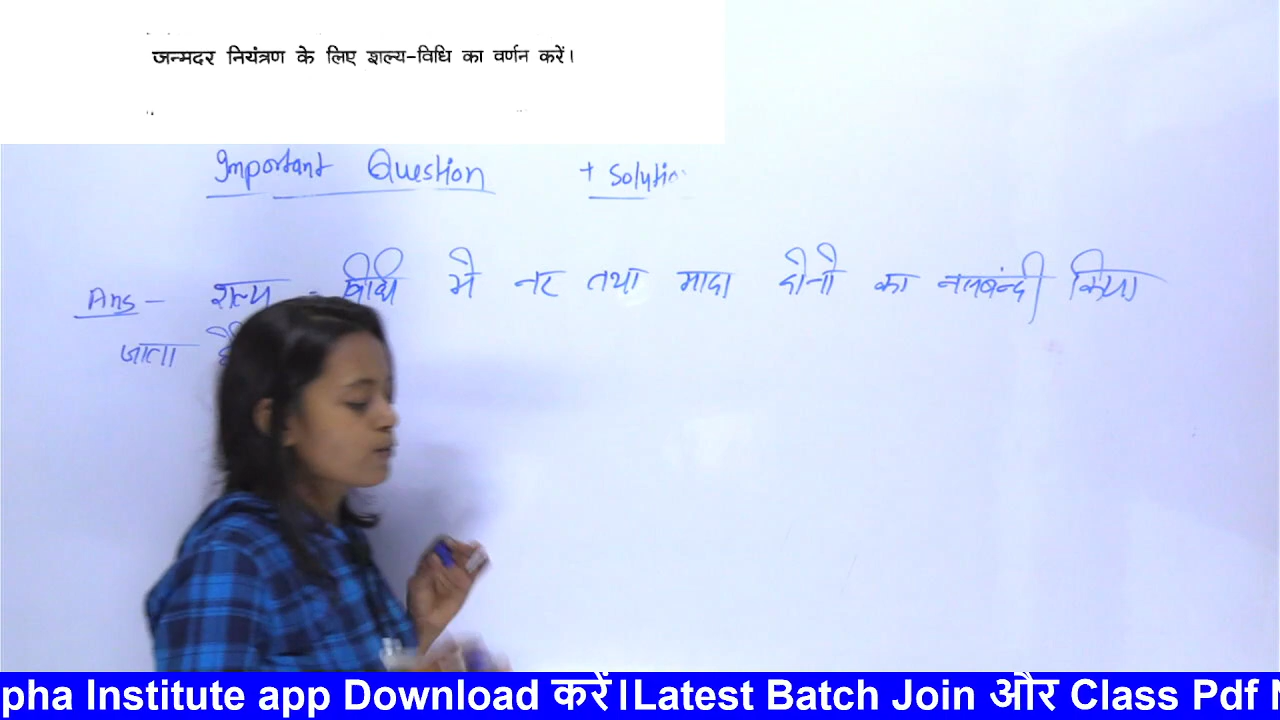 जन्मदर नियंत्रण के लिए शल्य-विधि का वर्णन करें।
Important Question + Solution
Ans - शल्य - विधि मे नर तथा मादा दोनो का नलबंन्दी किया
जाता
pha Institute app Download करें।Latest Batch Join और Class Pdf N